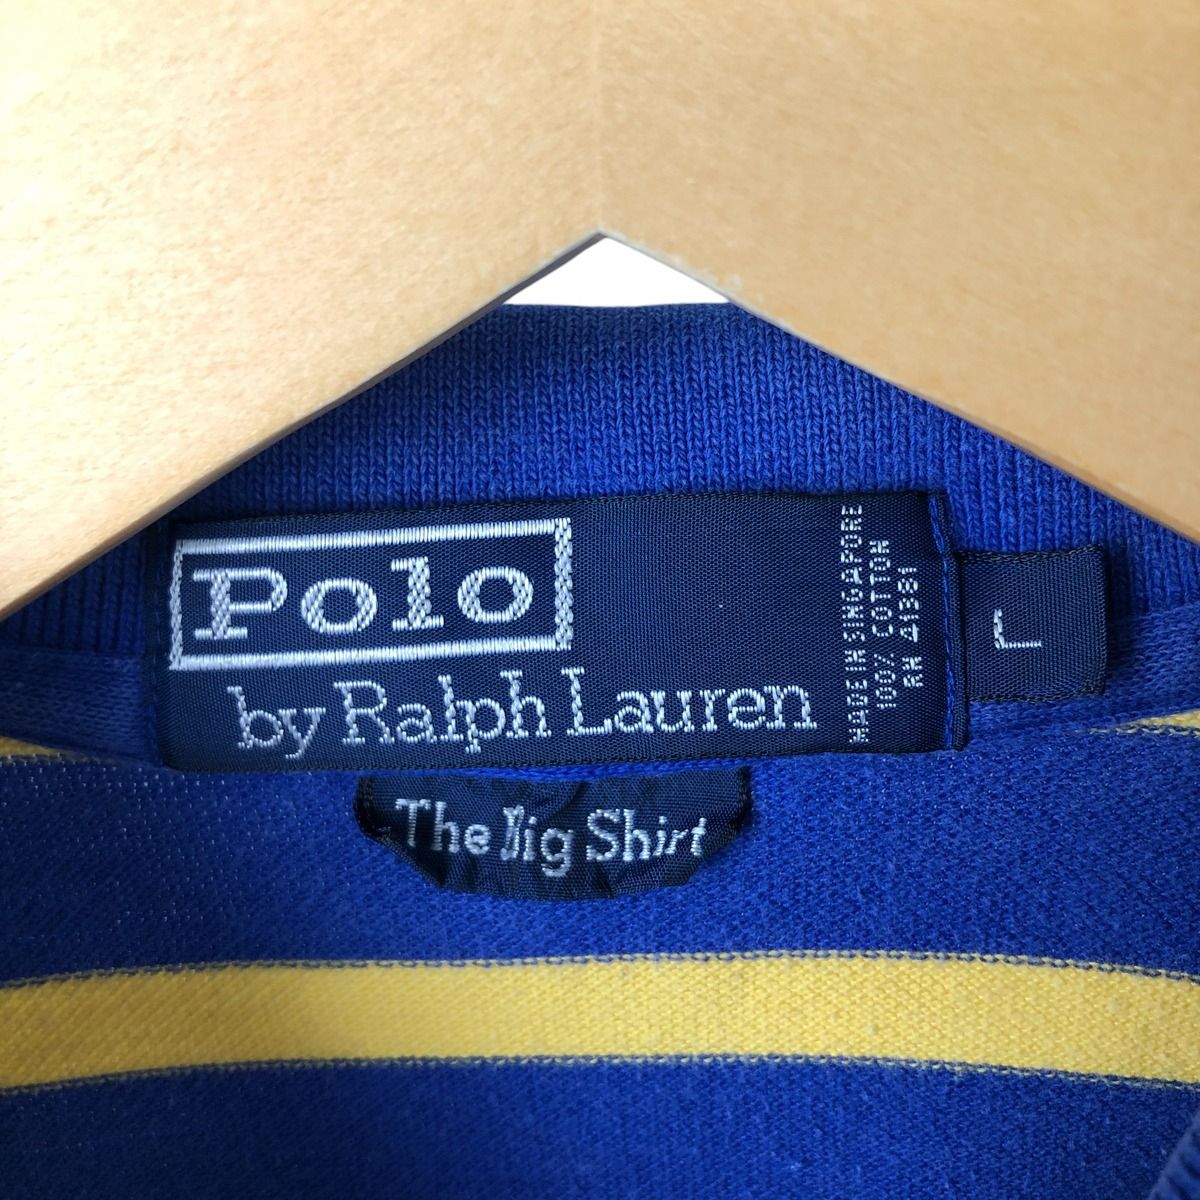 Polo
by Ralph Lauren
MADE IN SINGAPORE
100% COTTON
RN 41381
L
The Big Shirt